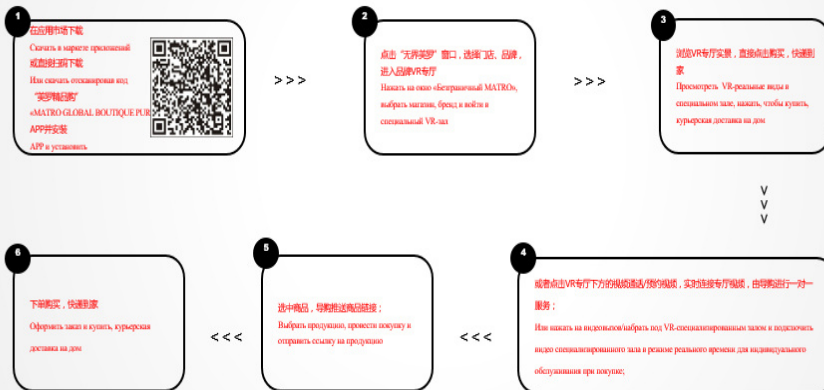 1
在应用市场下载
Скачать в маркете приложений
或直接扫码下载
Или скачать отсканировав код
“美罗精品购”
«MATRO GLOBAL BOUTIQUE PUR
APP并安装
APP и установить
>>>
2
点击“无界美罗”窗口，选择门店、品牌，
进入品牌VR专厅
Нажать на окно «Безграничный MATRO»,
выбрать магазин, бренд и войти в
специальный VR-зал
>>>
3
浏览VR专厅实景，直接点击购买，快递到
家
Просмотреть VR-реальные виды в
специальном зале, нажать, чтобы купить,
курьерская доставка на дом
>>>
4
或者点击VR专厅下方的视频通话/预约视频，实时连接专厅视频，由导购进行一对一
服务；
Или нажать на видеовызов/набрать под VR-специализированным залом и подключить
видео специализированного зала в режиме реального времени для индивидуального
обслуживания при покупке;
<<<
5
选中商品，导购推送商品链接；
Выбрать продукцию, провести покупку и
отправить ссылку на продукцию
<<<
6
下单购买，快递到家
Оформить заказ и купить, курьерская
доставка на дом